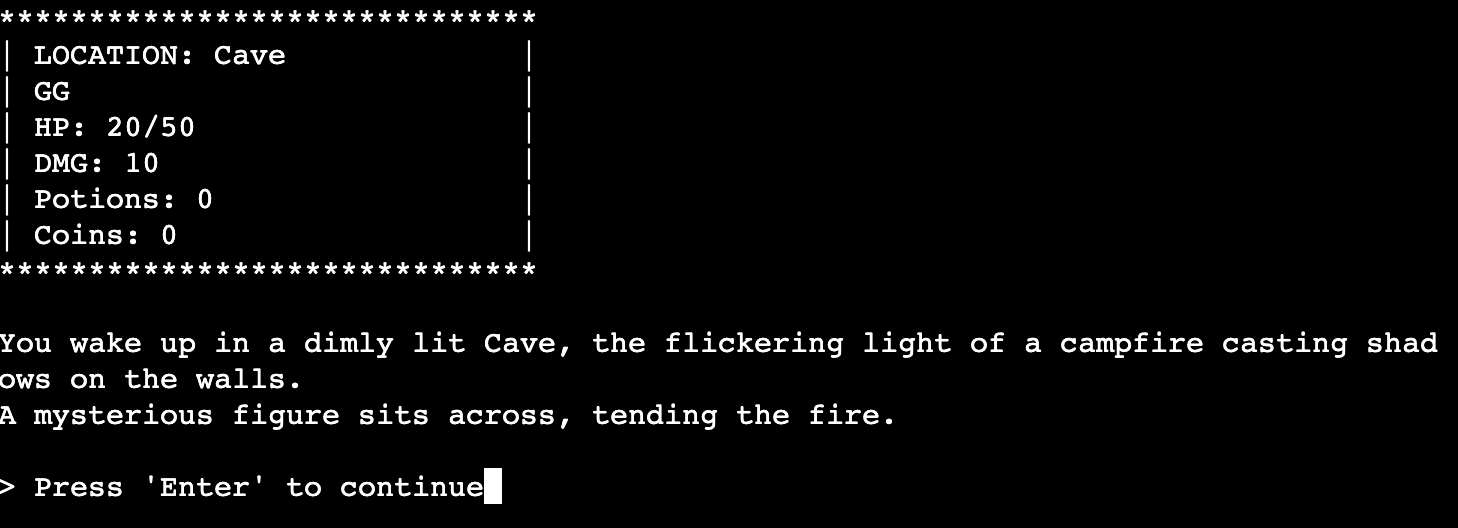 ******************************
| LOCATION: Cave             |
| GG                         |
| HP: 20/50                  |
| DMG: 10                    |
| Potions: 0                 |
| Coins: 0                   |
******************************
You wake up in a dimly lit Cave, the flickering light of a campfire casting shad
ows on the walls.
A mysterious figure sits across, tending the fire.
> Press 'Enter' to continue